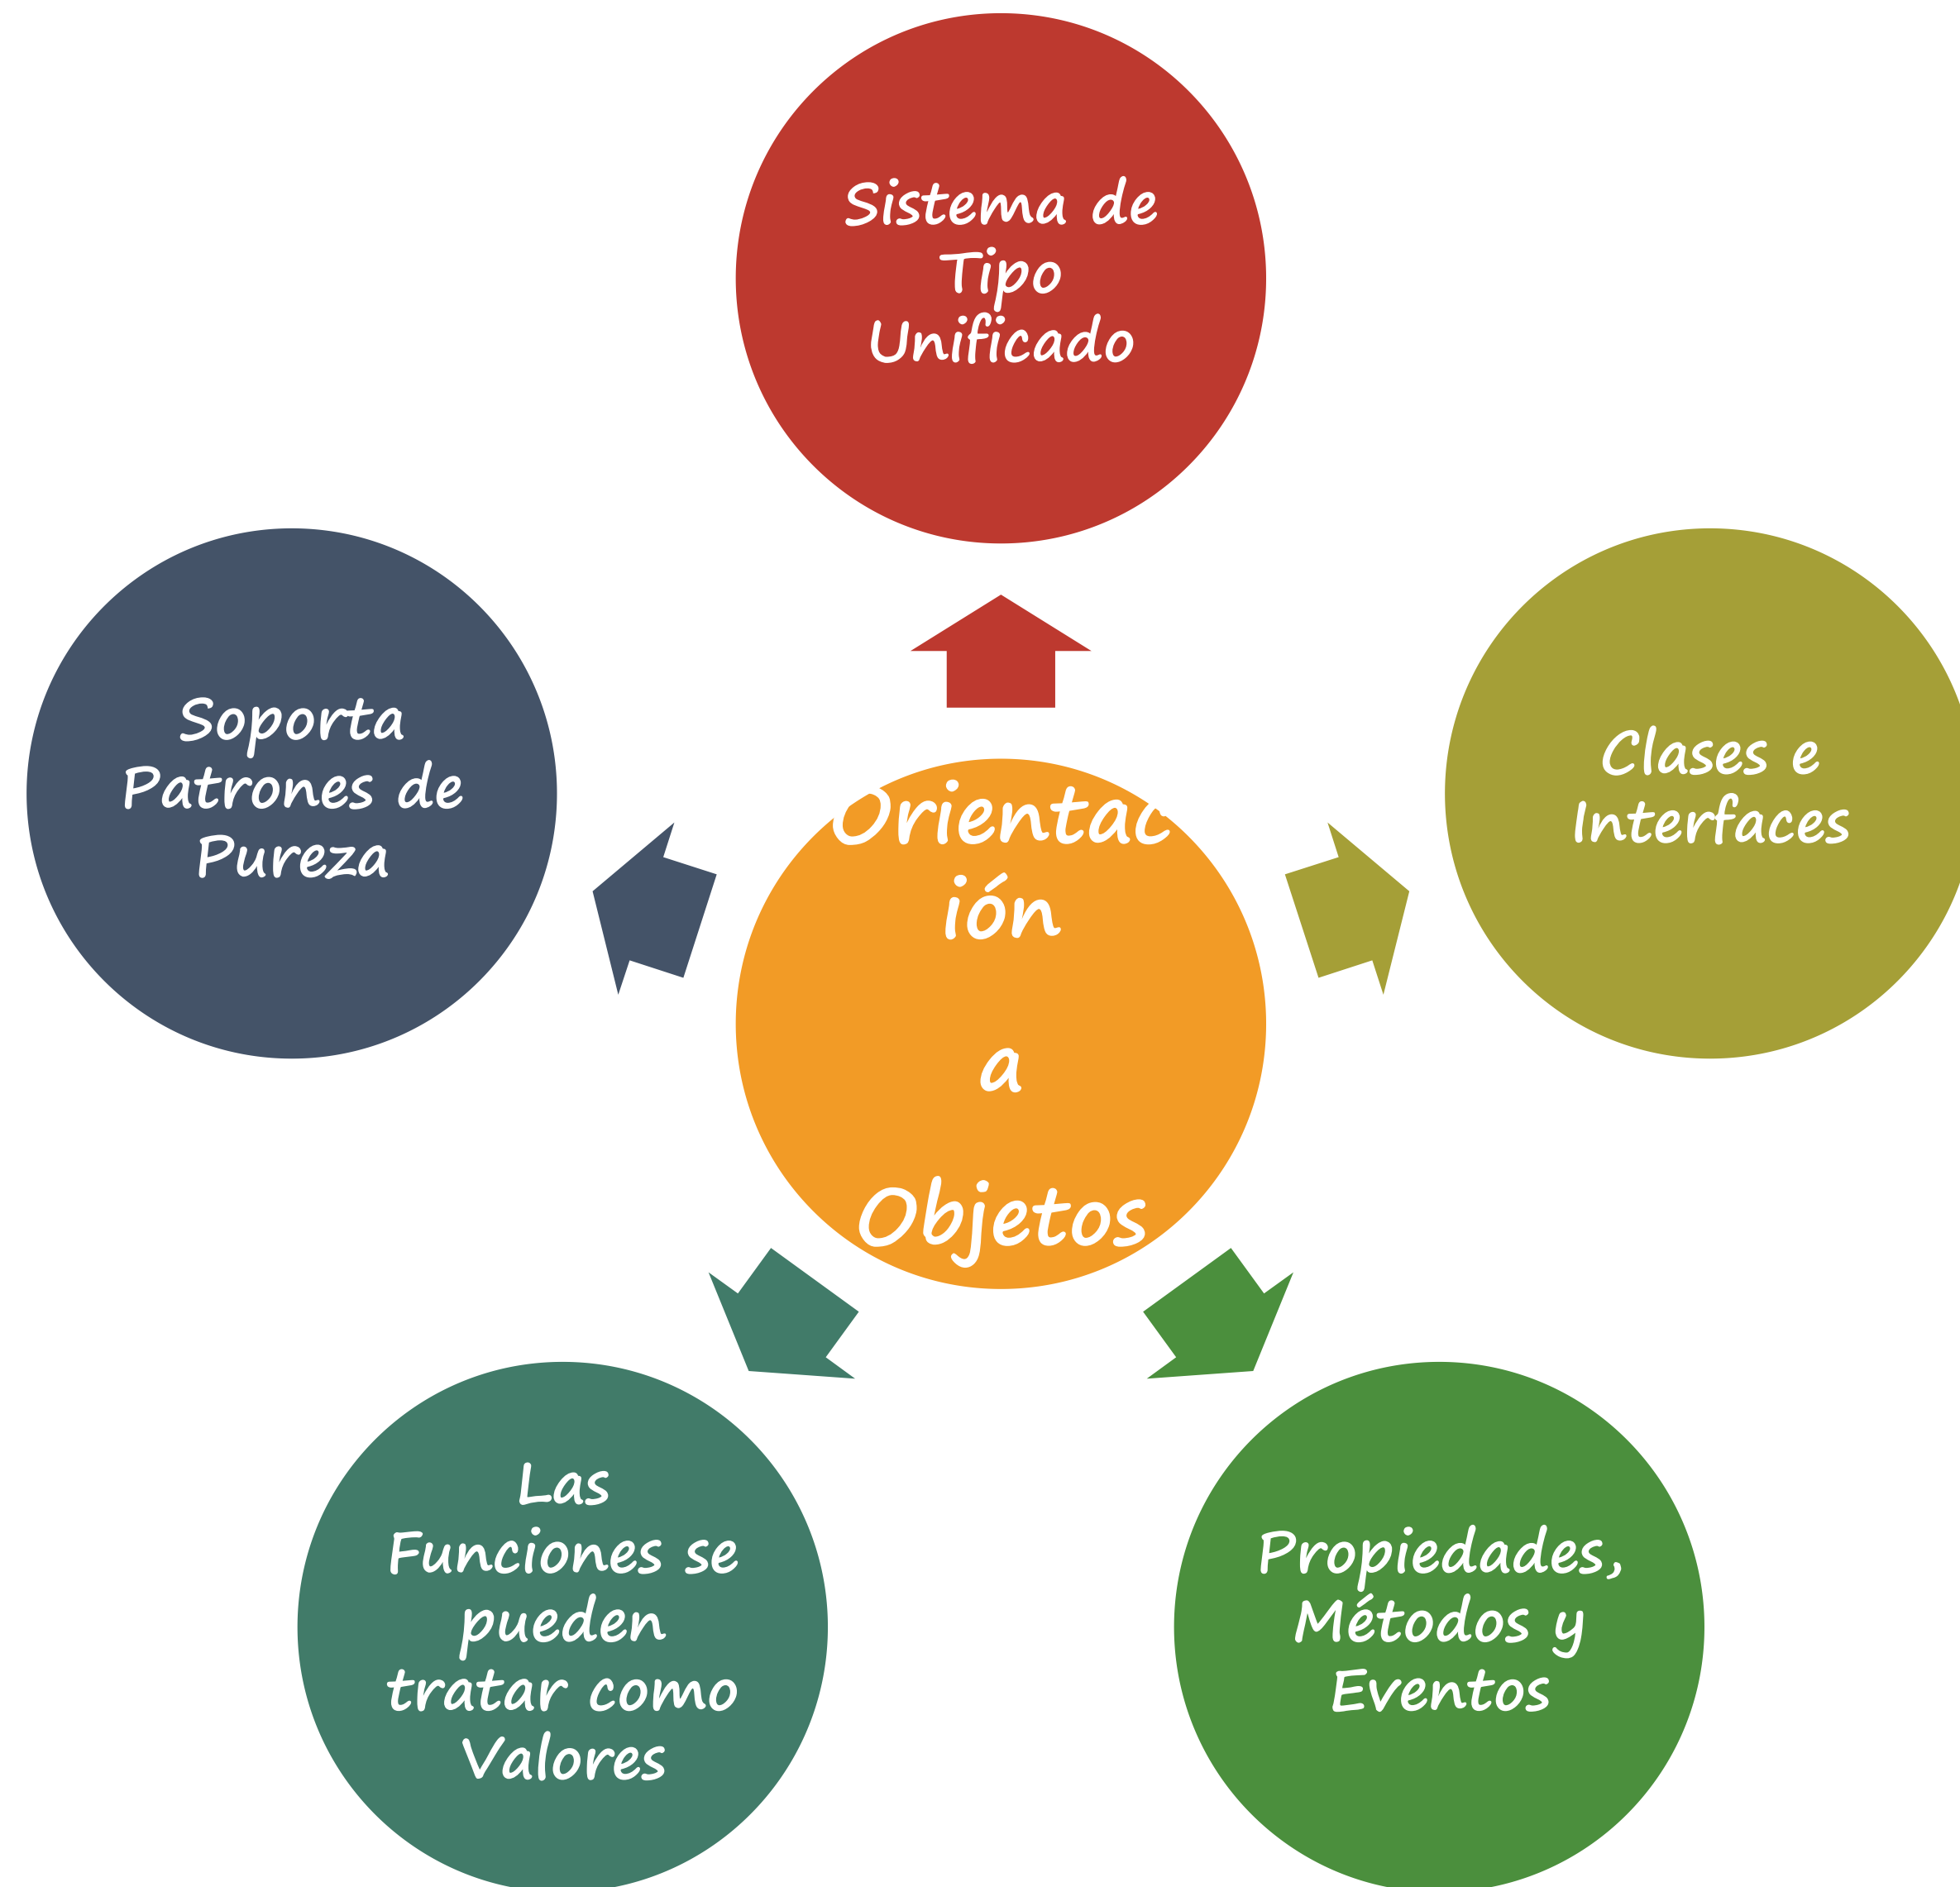 Sistema de
Tipo
Unificado
Soporta
Patrones de
Pureza
Clases e
Interfaces
Orientac
ión
a
Objetos
Las
Funciones se
pueden
tratar como
Valores
Propiedades,
Métodos y
Eventos